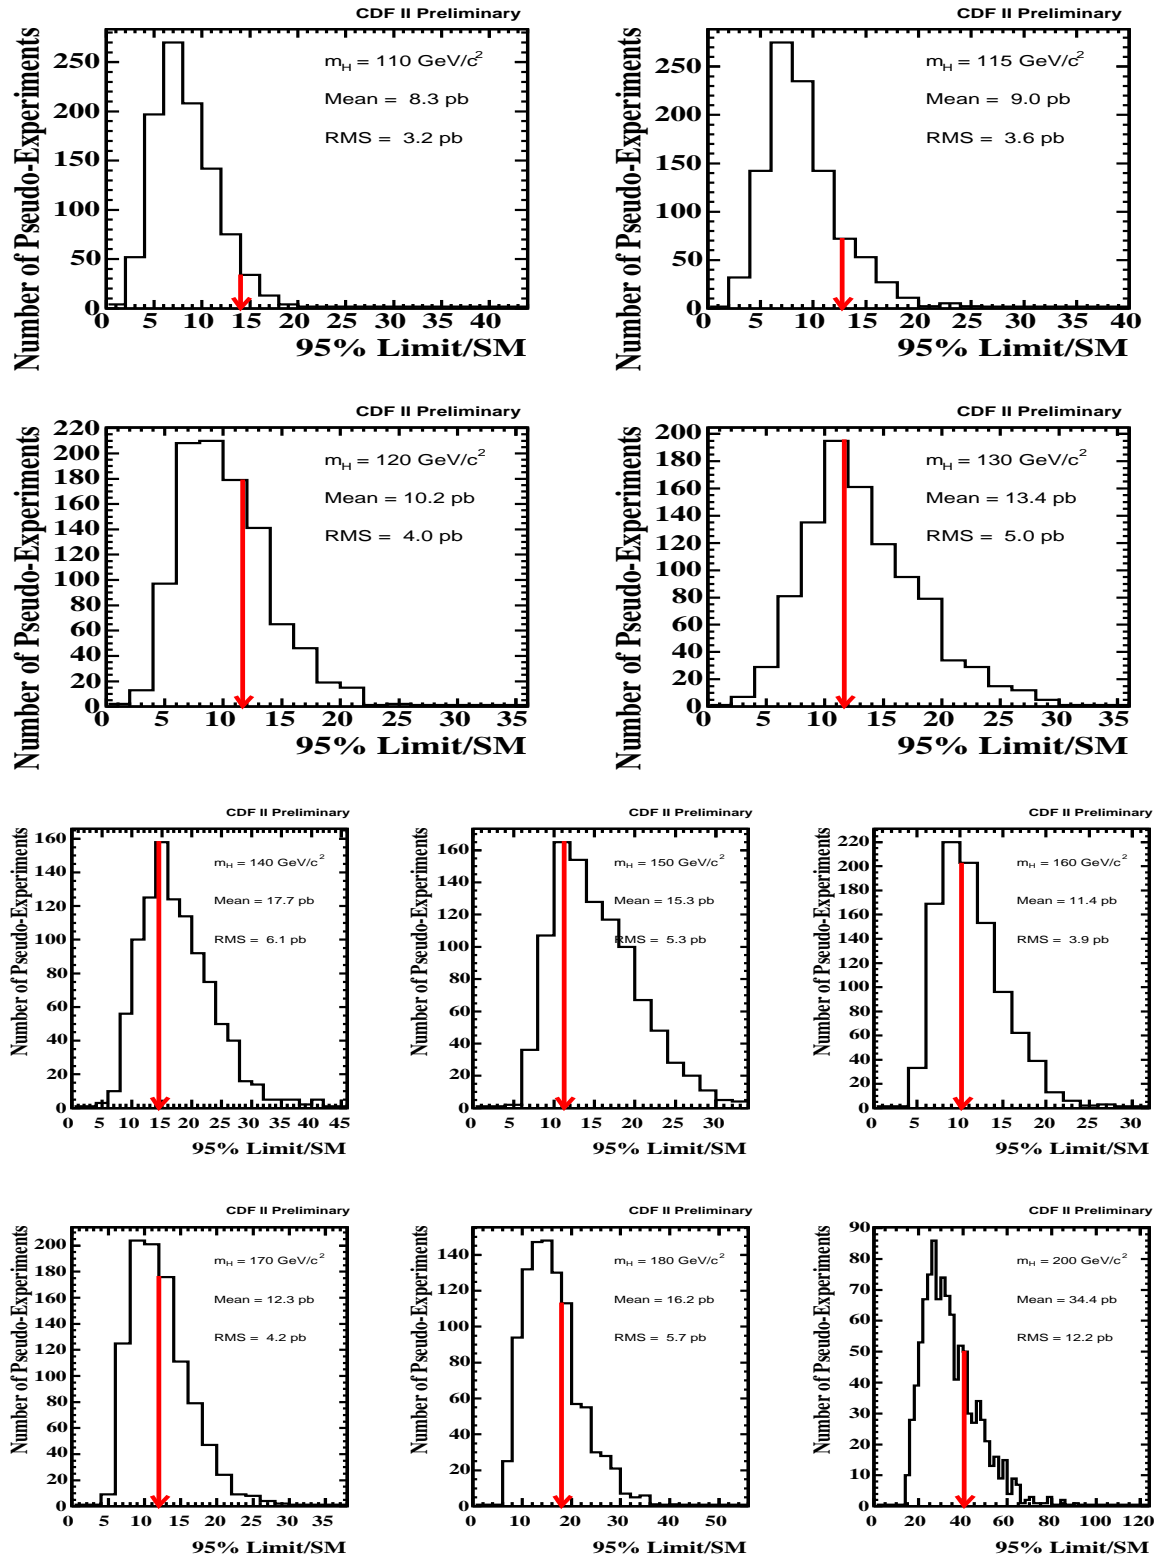 CDF II Preliminary
Number of Pseudo-Experiments
m_H = 110 GeV/c²
Mean = 8.3 pb
RMS = 3.2 pb
250
200
150
100
50
0
0 5 10 15 20 25 30 35 40
95% Limit/SM
CDF II Preliminary
Number of Pseudo-Experiments
m_H = 115 GeV/c²
Mean = 9.0 pb
RMS = 3.6 pb
250
200
150
100
50
0
0 5 10 15 20 25 30 35 40
95% Limit/SM
CDF II Preliminary
Number of Pseudo-Experiments
m_H = 120 GeV/c²
Mean = 10.2 pb
RMS = 4.0 pb
220
200
180
160
140
120
100
80
60
40
20
0
0 5 10 15 20 25 30 35
95% Limit/SM
CDF II Preliminary
Number of Pseudo-Experiments
m_H = 130 GeV/c²
Mean = 13.4 pb
RMS = 5.0 pb
200
180
160
140
120
100
80
60
40
20
0
0 5 10 15 20 25 30 35
95% Limit/SM
CDF II Preliminary
Number of Pseudo-Experiments
m_H = 140 GeV/c²
Mean = 17.7 pb
RMS = 6.1 pb
160
140
120
100
80
60
40
20
0
0 5 10 15 20 25 30 35 40 45
95% Limit/SM
CDF II Preliminary
Number of Pseudo-Experiments
m_H = 150 GeV/c²
Mean = 15.3 pb
RMS = 5.3 pb
160
140
120
100
80
60
40
20
0
0 5 10 15 20 25 30
95% Limit/SM
CDF II Preliminary
Number of Pseudo-Experiments
m_H = 160 GeV/c²
Mean = 11.4 pb
RMS = 3.9 pb
220
200
180
160
140
120
100
80
60
40
20
0
0 5 10 15 20 25 30
95% Limit/SM
CDF II Preliminary
Number of Pseudo-Experiments
m_H = 170 GeV/c²
Mean = 12.3 pb
RMS = 4.2 pb
200
180
160
140
120
100
80
60
40
20
0
0 5 10 15 20 25 30 35
95% Limit/SM
CDF II Preliminary
Number of Pseudo-Experiments
m_H = 180 GeV/c²
Mean = 16.2 pb
RMS = 5.7 pb
140
120
100
80
60
40
20
0
0 10 20 30 40 50
95% Limit/SM
CDF II Preliminary
Number of Pseudo-Experiments
m_H = 200 GeV/c²
Mean = 34.4 pb
RMS = 12.2 pb
90
80
70
60
50
40
30
20
10
0
0 20 40 60 80 100 120
95% Limit/SM